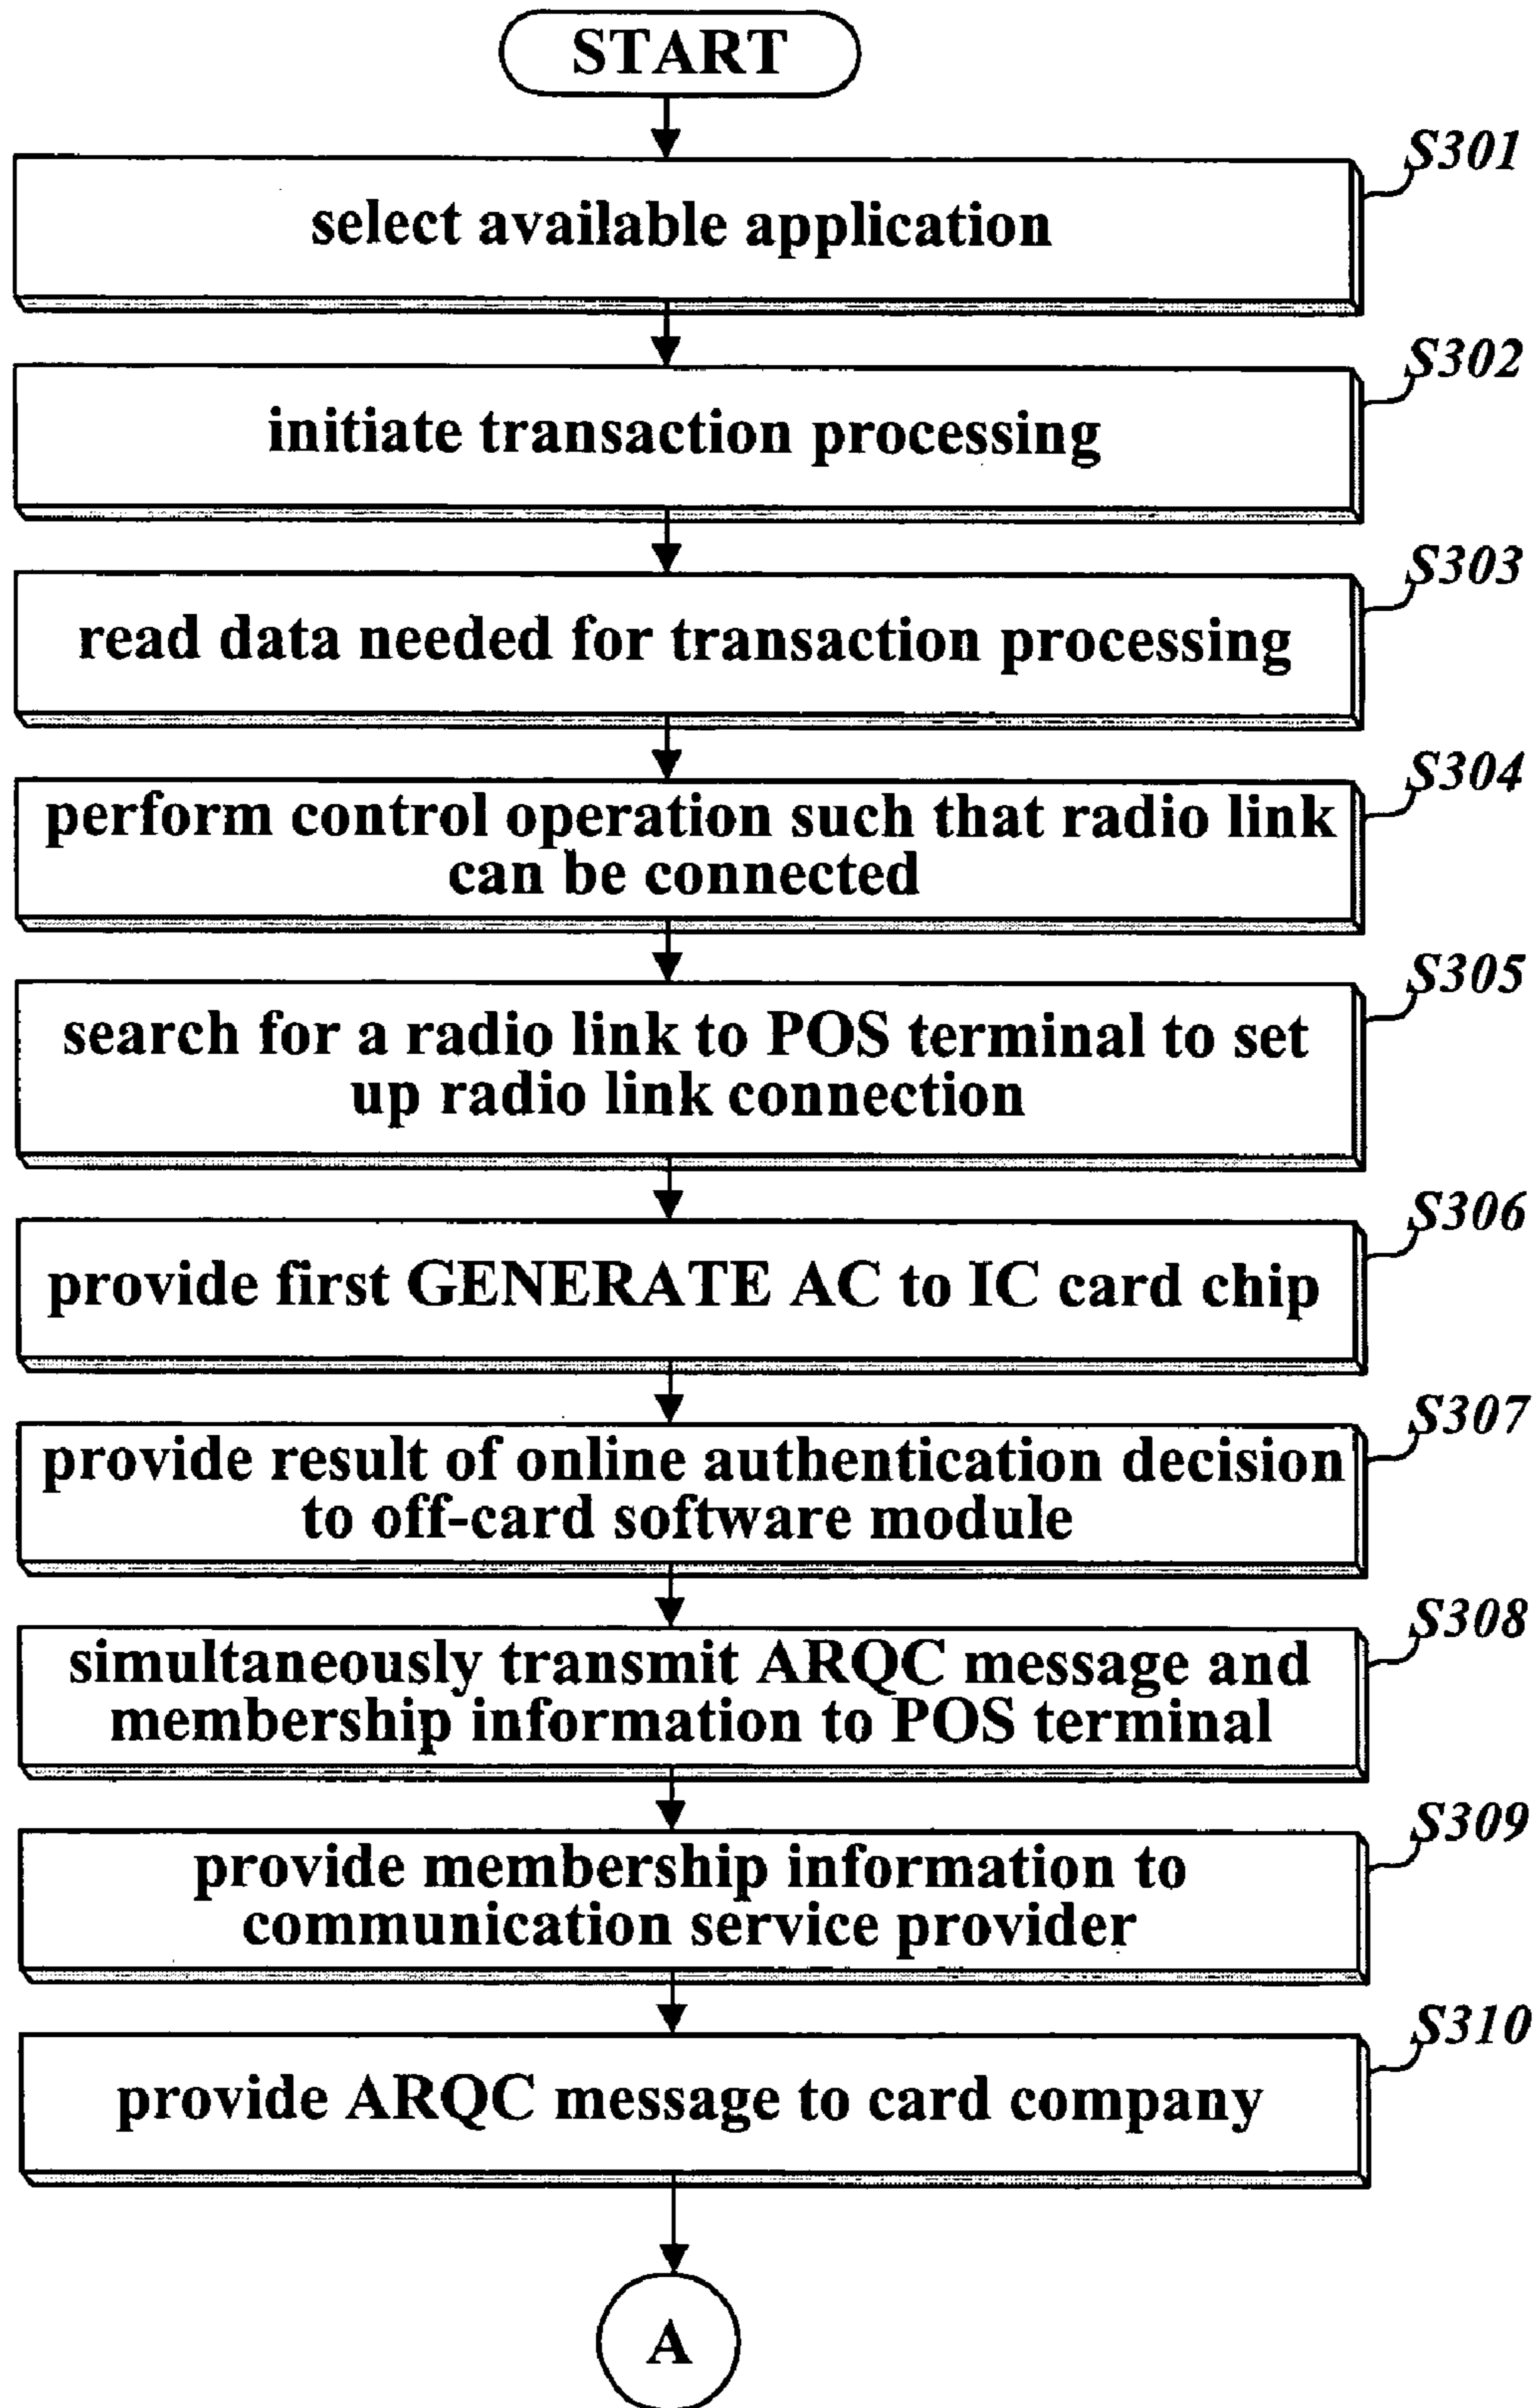 START
S301
select available application
S302
initiate transaction processing
S303
read data needed for transaction processing
S304
perform control operation such that radio link
can be connected
S305
search for a radio link to POS terminal to set
up radio link connection
S306
provide first GENERATE AC to IC card chip
S307
provide result of online authentication decision
to off-card software module
S308
simultaneously transmit ARQC message and
membership information to POS terminal
S309
provide membership information to
communication service provider
S310
provide ARQC message to card company
A